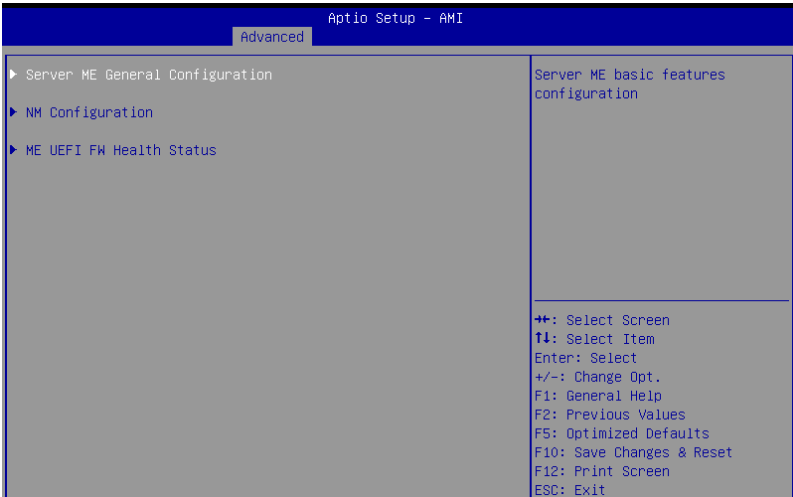 Aptio Setup – AMI
Advanced
▶ Server ME General Configuration
▶ NM Configuration
▶ ME UEFI FW Health Status
Server ME basic features
configuration
→←: Select Screen
↑↓: Select Item
Enter: Select
+/-: Change Opt.
F1: General Help
F2: Previous Values
F5: Optimized Defaults
F10: Save Changes & Reset
F12: Print Screen
ESC: Exit